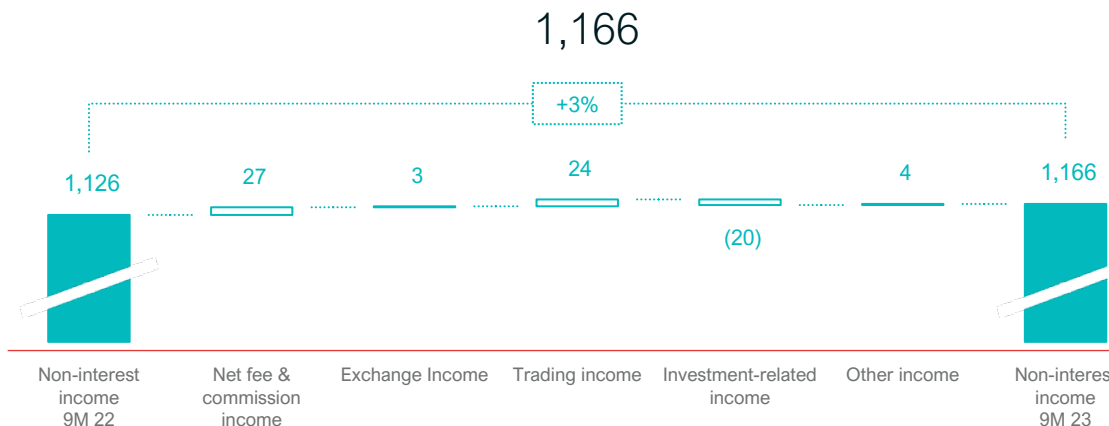 1,166
+3%
1,126
27
3
24
(20)
4
1,166
Non-interest
income
9M 22
Net fee &
commission
income
Exchange Income
Trading income
Investment-related
income
Other income
Non-interest
income
9M 23